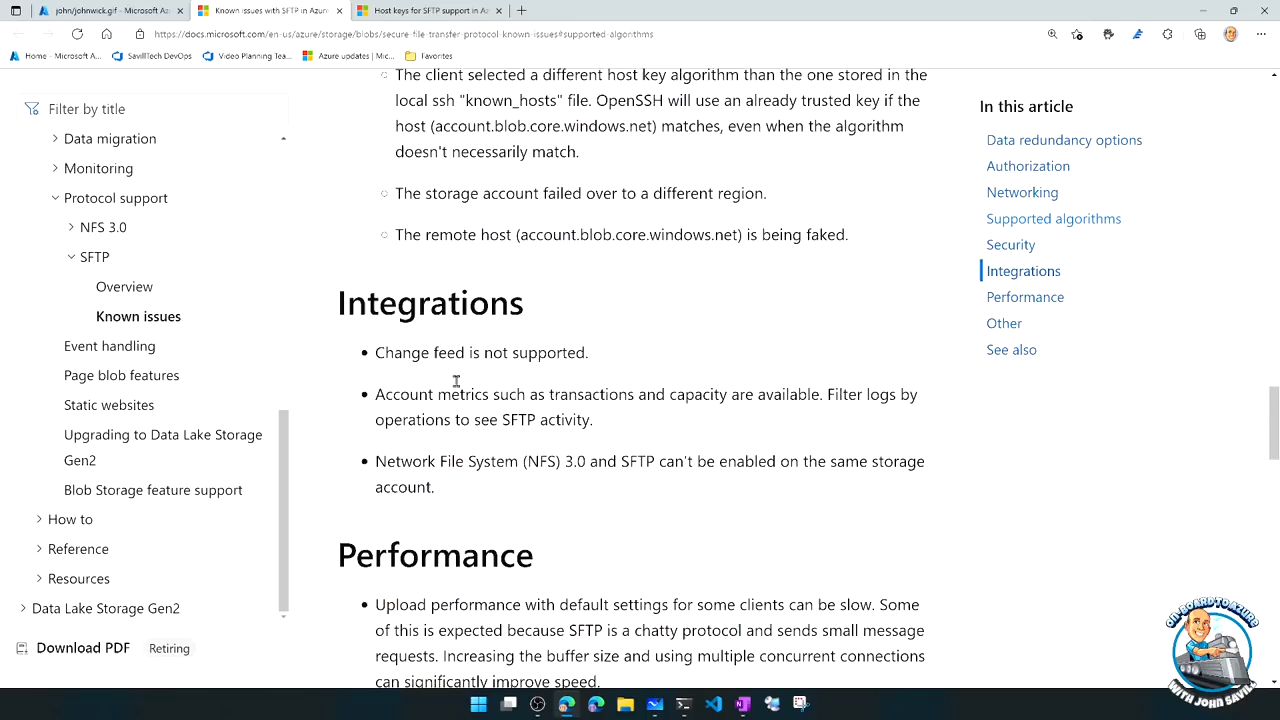 john/johnwick.gif - Microsoft Az
Known issues with SFTP in Azure
Host keys for SFTP support in Az
https://docs.microsoft.com/en-us/azure/storage/blobs/secure-file-transfer-protocol-known-issues#supported-algorithms
Home - Microsoft A...
SavillTech DevOps
Video Planning Tea...
Azure updates | Mic...
Favorites
Filter by title
Data migration
Monitoring
Protocol support
NFS 3.0
SFTP
Overview
Known issues
Event handling
Page blob features
Static websites
Upgrading to Data Lake Storage
Gen2
Blob Storage feature support
How to
Reference
Resources
Data Lake Storage Gen2
Download PDF
Retiring
The client selected a different host key algorithm than the one stored in the
local ssh "known_hosts" file. OpenSSH will use an already trusted key if the
host (account.blob.core.windows.net) matches, even when the algorithm
doesn't necessarily match.
The storage account failed over to a different region.
The remote host (account.blob.core.windows.net) is being faked.
Integrations
Change feed is not supported.
Account metrics such as transactions and capacity are available. Filter logs by
operations to see SFTP activity.
Network File System (NFS) 3.0 and SFTP can't be enabled on the same storage
account.
Performance
Upload performance with default settings for some clients can be slow. Some
of this is expected because SFTP is a chatty protocol and sends small message
requests. Increasing the buffer size and using multiple concurrent connections
can significantly improve speed.
In this article
Data redundancy options
Authorization
Networking
Supported algorithms
Security
Integrations
Performance
Other
See also
ON-BOARD TO AZURE
WITH JOHN SAVILL